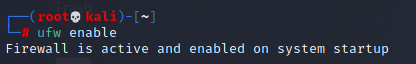 ┌──(root💀kali)-[~]
└─# ufw enable
Firewall is active and enabled on system startup